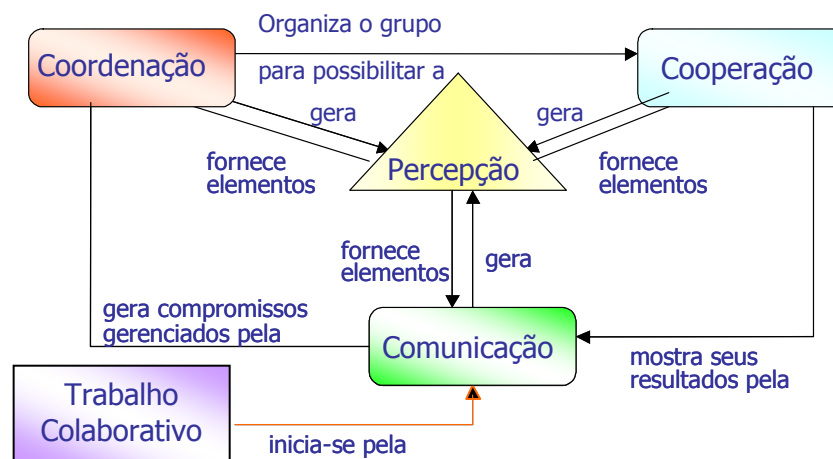 Organiza o grupo
Coordenação
Cooperação
para possibilitar a
gera
gera
fornece
elementos
Percepção
fornece
elementos
fornece
elementos
gera
gera compromissos
gerenciados pela
Comunicação
mostra seus
resultados pela
Trabalho
Colaborativo
inicia-se pela